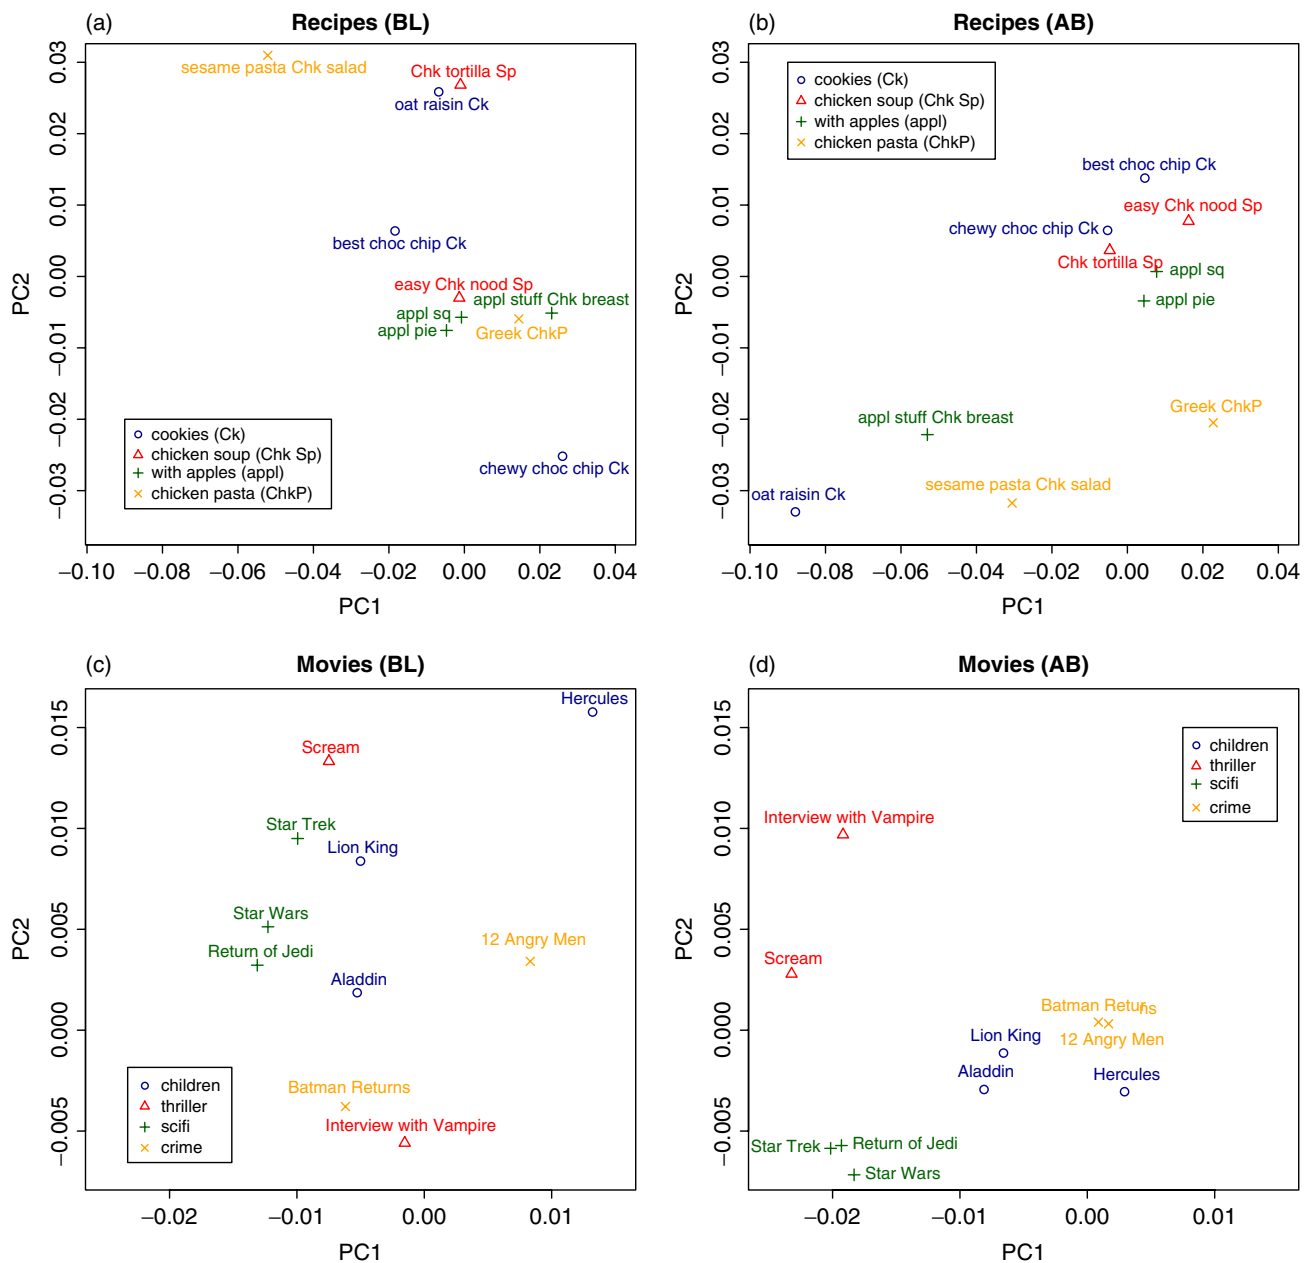 (a) Recipes (BL)
0.03
0.02
0.01
0.00
−0.01
−0.02
−0.03
PC2
sesame pasta Chk salad
Chk tortilla Sp
oat raisin Ck
best choc chip Ck
easy Chk nood Sp
appl stuff Chk breast
appl sq
appl pie
Greek ChkP
chewy choc chip Ck
cookies (Ck)
chicken soup (Chk Sp)
with apples (appl)
chicken pasta (ChkP)
−0.10 −0.08 −0.06 −0.04 −0.02 0.00 0.02 0.04
PC1
(b) Recipes (AB)
0.03
0.02
0.01
0.00
−0.01
−0.02
−0.03
PC2
cookies (Ck)
chicken soup (Chk Sp)
with apples (appl)
chicken pasta (ChkP)
best choc chip Ck
easy Chk nood Sp
chewy choc chip Ck
Chk tortilla Sp
appl sq
appl pie
Greek ChkP
appl stuff Chk breast
sesame pasta Chk salad
oat raisin Ck
−0.10 −0.08 −0.06 −0.04 −0.02 0.00 0.02 0.04
PC1
(c) Movies (BL)
0.015
0.010
0.005
0.000
−0.005
PC2
Hercules
Scream
Star Trek
Lion King
Star Wars
Return of Jedi
12 Angry Men
Aladdin
Batman Returns
Interview with Vampire
children
thriller
scifi
crime
−0.02 −0.01 0.00 0.01
PC1
(d) Movies (AB)
0.015
0.010
0.005
0.000
−0.005
PC2
children
thriller
scifi
crime
Interview with Vampire
Scream
Batman Returns
12 Angry Men
Lion King
Aladdin
Hercules
Star Trek
Return of Jedi
Star Wars
−0.02 −0.01 0.00 0.01
PC1